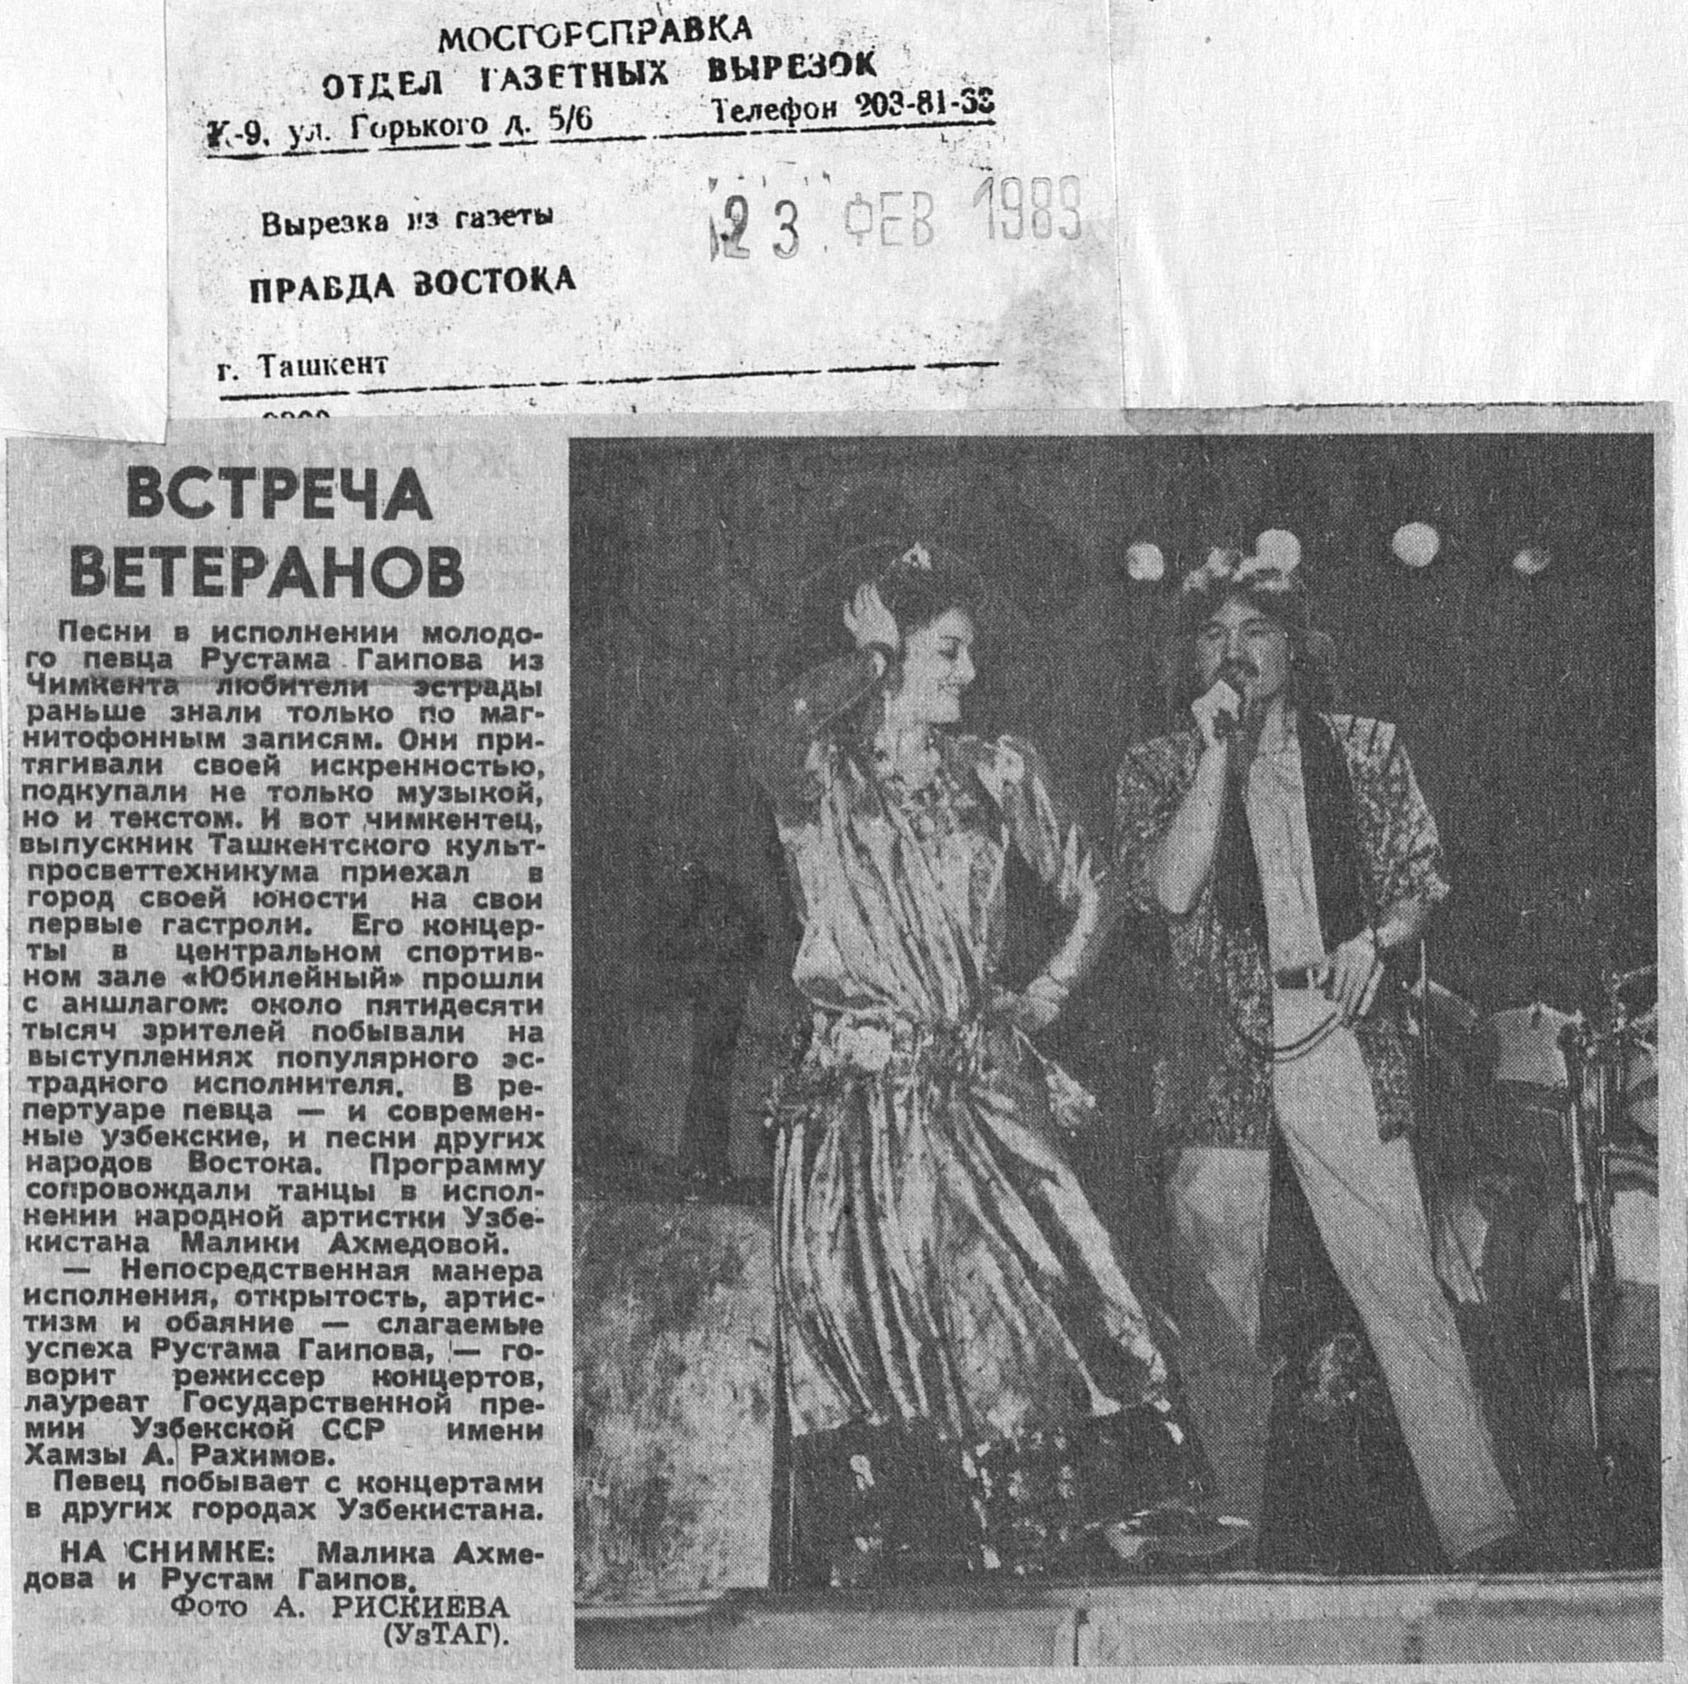 МОСГОРСПРАВКА
ОТДЕЛ ГАЗЕТНЫХ ВЫРЕЗОК
К-9, ул. Горького д. 5/6 Телефон 203-81-63
Вырезка из газеты
23 ФЕВ 1989
ПРАВДА ВОСТОКА
г. Ташкент
ВСТРЕЧА
ВЕТЕРАНОВ
Песни в исполнении молодо-
го певца Рустама Гаипова из
Чимкента любители эстрады
раньше знали только по маг-
нитофонным записям. Они при-
тягивали своей искренностью,
подкупали не только музыкой,
но и текстом. И вот чимкентец,
выпускник Ташкентского культ-
просветтехникума приехал в
город своей юности на свои
первые гастроли. Его концер-
ты в центральном спортив-
ном зале «Юбилейный» прошли
с аншлагом: около пятидесяти
тысяч зрителей побывали на
выступлениях популярного эс-
традного исполнителя. В ре-
пертуаре певца — и современ-
ные узбекские, и песни других
народов Востока. Программу
сопровождали танцы в испол-
нении народной артистки Узбе-
кистана Малики Ахмедовой.
— Непосредственная манера
исполнения, открытость, артис-
тизм и обаяние — слагаемые
успеха Рустама Гаипова, — го-
ворит режиссер концертов,
лауреат Государственной пре-
мии Узбекской ССР имени
Хамзы А. Рахимов.
Певец побывает с концертами
в других городах Узбекистана.
НА СНИМКЕ: Малика Ахме-
дова и Рустам Гаипов.
Фото А. РИСКИЕВА
(УзТАГ).